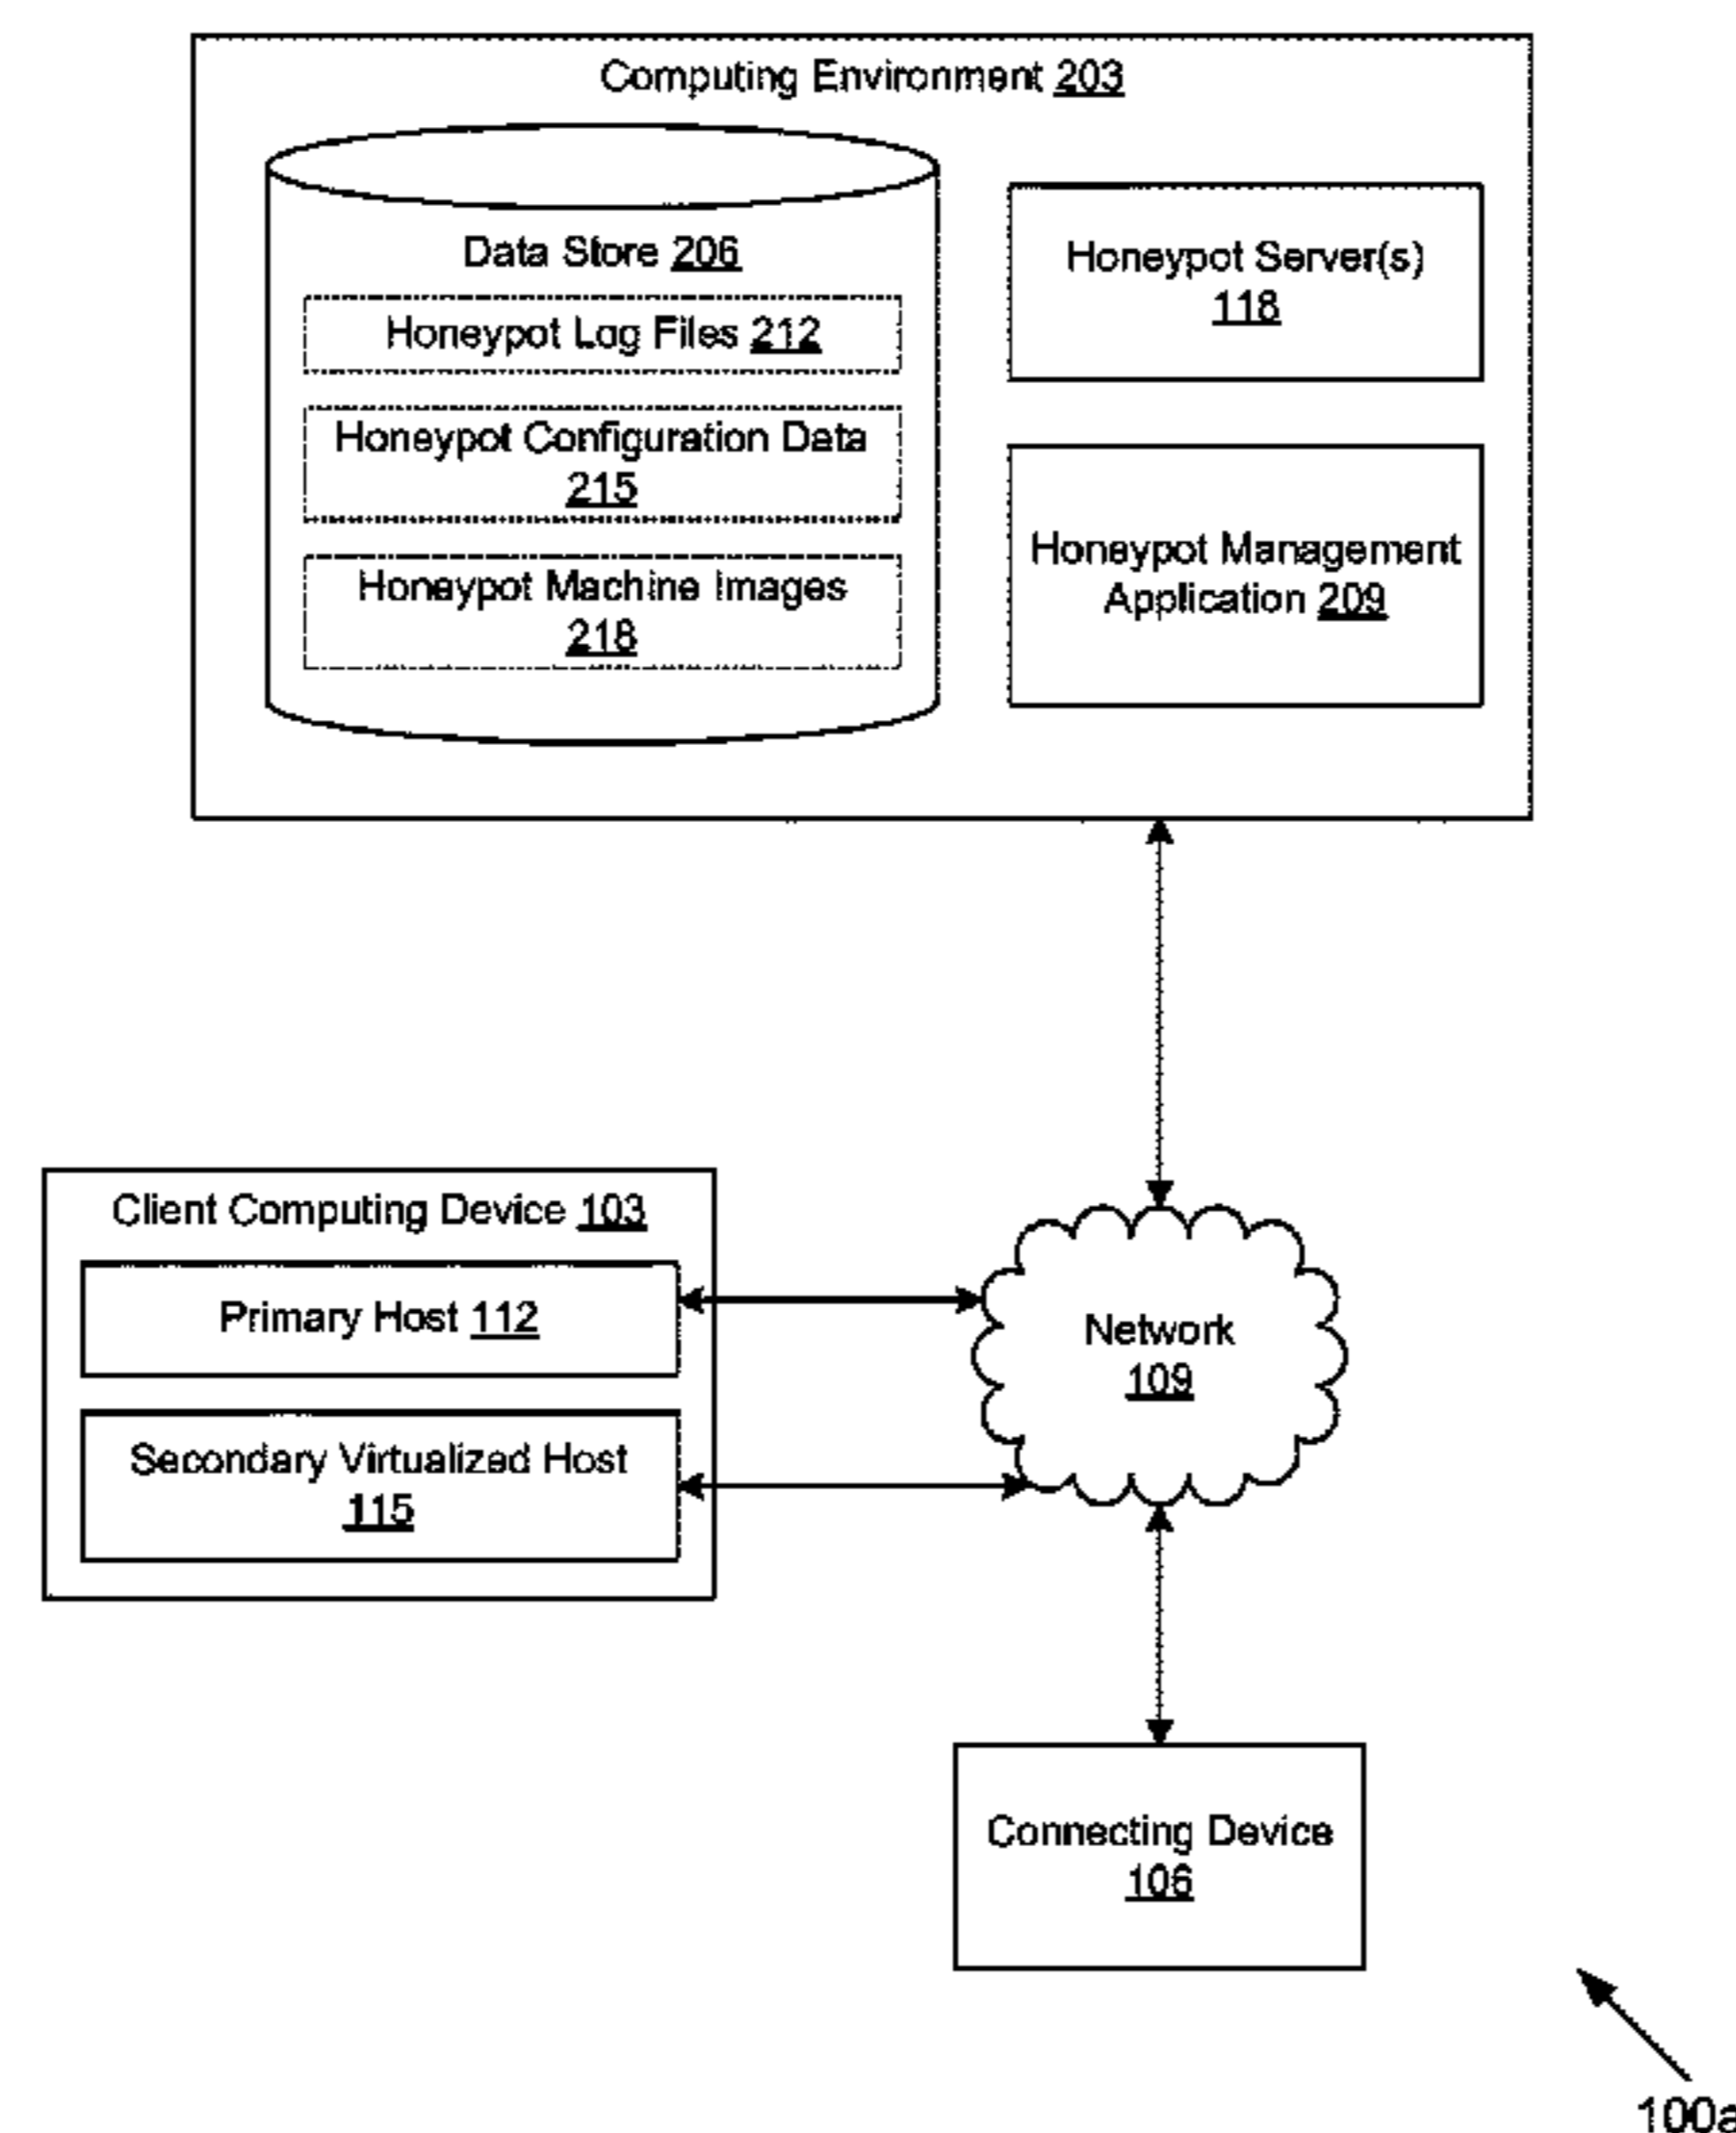 Computing Environment 203
Data Store 206
Honeypot Log Files 212
Honeypot Configuration Data
215
Honeypot Machine Images
218
Honeypot Server(s)
118
Honeypot Management
Application 209
Client Computing Device 103
Primary Host 112
Secondary Virtualized Host
115
Network
109
Connecting Device
106
100a